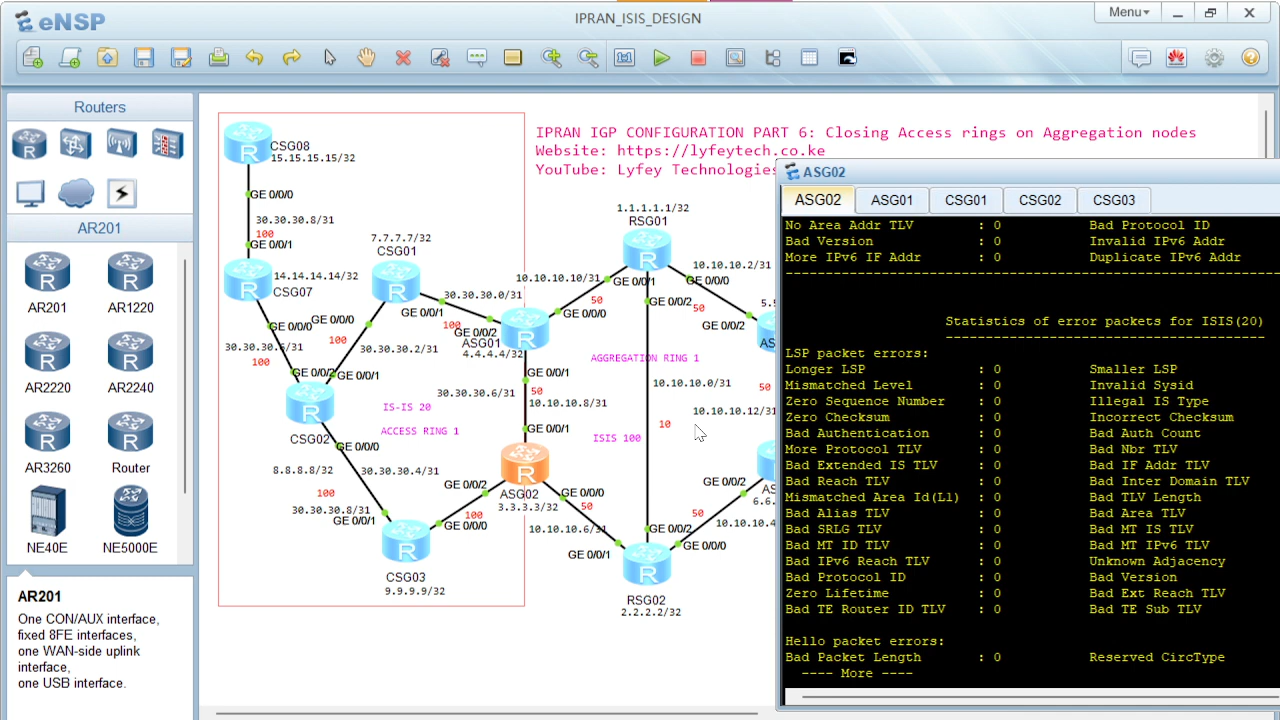 eNSP
IPRAN_ISIS_DESIGN
Menu
Routers
AR201
AR201
AR1220
AR2220
AR2240
AR3260
Router
NE40E
NE5000E
AR201
One CON/AUX interface,
fixed 8FE interfaces,
one WAN-side uplink
interface,
one USB interface.
IPRAN IGP CONFIGURATION PART 6: Closing Access rings on Aggregation nodes
Website: https://lyfeytech.co.ke
YouTube: Lyfey Technologies
CSG08
15.15.15.15/32
GE 0/0/0
30.30.30.8/31
100
GE 0/0/1
14.14.14.14/32
CSG07
GE 0/0/0
30.30.30.6/31
100
GE 0/0/2
7.7.7.7/32
CSG01
GE 0/0/0
GE 0/0/1
30.30.30.0/31
100
GE 0/0/2
100
30.30.30.2/31
GE 0/0/1
CSG02
8.8.8.8/32
GE 0/0/0
30.30.30.4/31
100
30.30.30.8/31
GE 0/0/1
CSG03
9.9.9.9/32
IS-IS 20
ACCESS RING 1
ASG01
4.4.4.4/32
GE 0/0/0
10.10.10.10/31
50
GE 0/0/1
30.30.30.6/31
50
10.10.10.8/31
GE 0/0/1
GE 0/0/2
ASG02
3.3.3.3/32
100
GE 0/0/0
GE 0/0/0
50
10.10.10.6/31
GE 0/0/1
1.1.1.1/32
RSG01
GE 0/0/1
GE 0/0/2
10.10.10.2/31
GE 0/0/0
50
GE 0/0/2
AGGREGATION RING 1
10.10.10.0/31
50
10.10.10.12/31
10
ISIS 100
GE 0/0/2
50
10.10.10.4
GE 0/0/2
GE 0/0/0
RSG02
2.2.2.2/32
5.5
AS
AS
6.6.
ASG02
ASG02 ASG01 CSG01 CSG02 CSG03
No Area Addr TLV : 0 Bad Protocol ID
Bad Version : 0 Invalid IPv6 Addr
More IPv6 IF Addr : 0 Duplicate IPv6 Addr
--------------------------------------------------------------------------------
Statistics of error packets for ISIS(20)
----------------------------------------
LSP packet errors:
Longer LSP : 0 Smaller LSP
Mismatched Level : 0 Invalid Sysid
Zero Sequence Number : 0 Illegal IS Type
Zero Checksum : 0 Incorrect Checksum
Bad Authentication : 0 Bad Auth Count
More Protocol TLV : 0 Bad Nbr TLV
Bad Extended IS TLV : 0 Bad IF Addr TLV
Bad Reach TLV : 0 Bad Inter Domain TLV
Mismatched Area Id(L1) : 0 Bad TLV Length
Bad Alias TLV : 0 Bad Area TLV
Bad SRLG TLV : 0 Bad MT IS TLV
Bad MT ID TLV : 0 Bad MT IPv6 TLV
Bad IPv6 Reach TLV : 0 Unknown Adjacency
Bad Protocol ID : 0 Bad Version
Zero Lifetime : 0 Bad Ext Reach TLV
Bad TE Router ID TLV : 0 Bad TE Sub TLV
Hello packet errors:
Bad Packet Length : 0 Reserved CircType
---- More ----